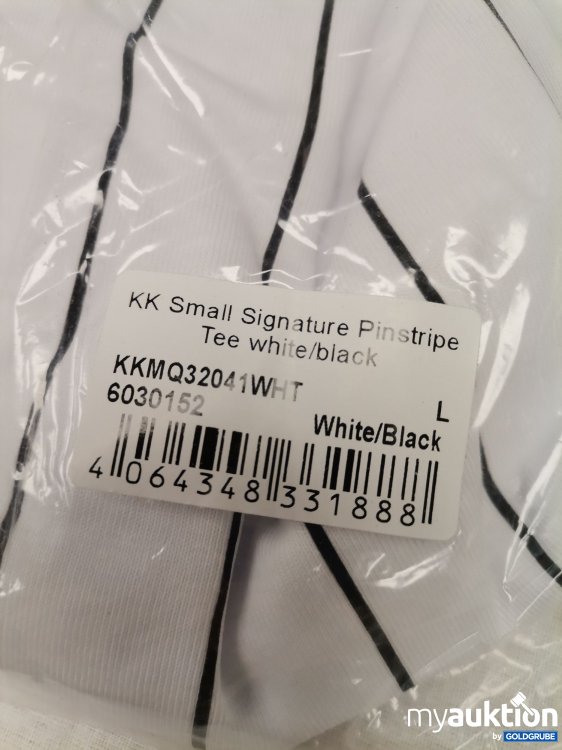 KK Small Signature Pinstripe
Tee white/black
KKMQ32041WHT
L
6030152
White/Black
4 064348 331888
myauktion
by GOLDGRUBE